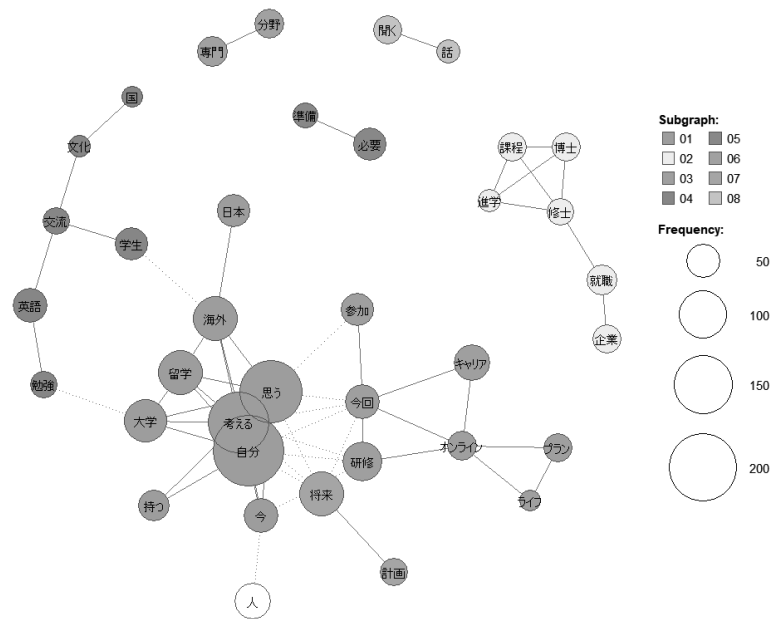 分野
専門
聞く
話
国
準備
文化
必要
課程
博士
進学
修士
日本
交流
学生
就職
英語
海外
参加
企業
キャリア
留学
勉強
思う
今回
大学
考える
自分
オンライン
プラン
研修
将来
持つ
今
ライフ
計画
人
Subgraph:
01 05
02 06
03 07
04 08
Frequency:
50
100
150
200